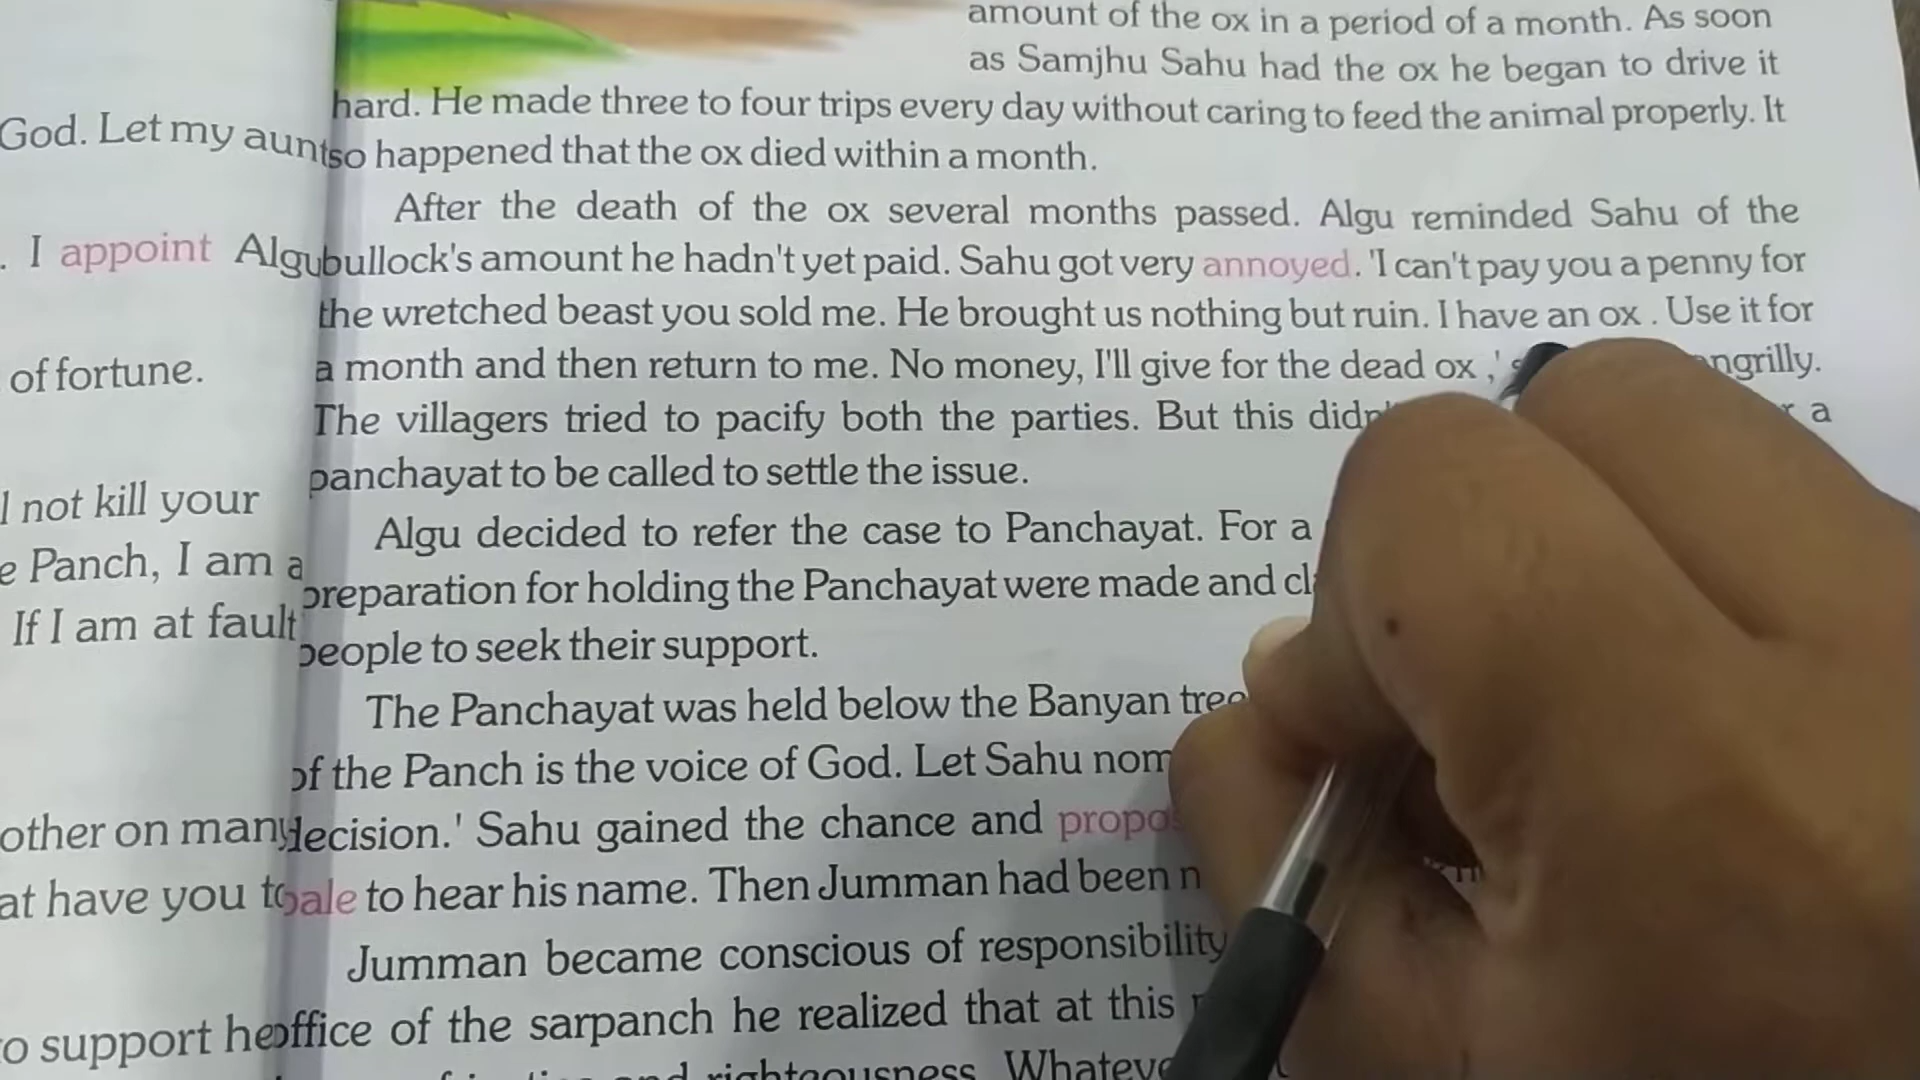 God. Let my aunt
. I appoint Algu
of fortune.
l not kill your
e Panch, I am a
If I am at fault
other on many
at have you to
to support he
amount of the ox in a period of a month. As soon
as Samjhu Sahu had the ox he began to drive it
hard. He made three to four trips every day without caring to feed the animal properly. It
so happened that the ox died within a month.
After the death of the ox several months passed. Algu reminded Sahu of the
bullock's amount he hadn't yet paid. Sahu got very annoyed. 'I can't pay you a penny for
the wretched beast you sold me. He brought us nothing but ruin. I have an ox . Use it for
a month and then return to me. No money, I'll give for the dead ox ,' angrilly.
The villagers tried to pacify both the parties. But this a
panchayat to be called to settle the issue.
Algu decided to refer the case to Panchayat. For a
preparation for holding the Panchayat were made and
people to seek their support.
The Panchayat was held below the Banyan tree
of the Panch is the voice of God. Let Sahu
decision.' Sahu gained the chance and
pale to hear his name. Then Jumman had been
Jumman became conscious of responsibility
office of the sarpanch he realized that at this
and righteousness. Whateve